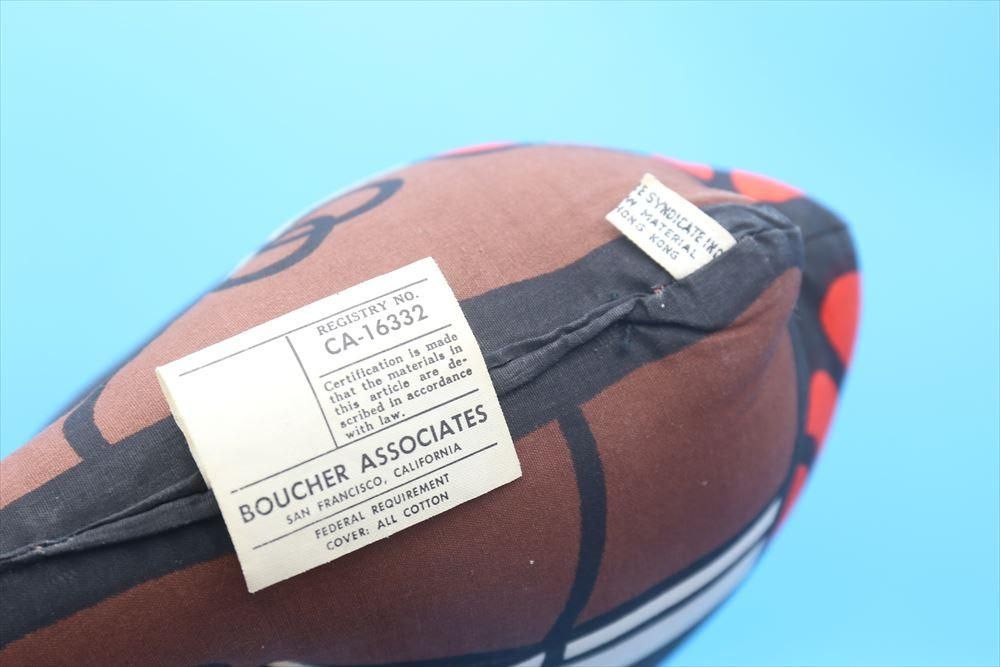 REGISTRY NO.
CA-16332
Certification is made
that the materials in
this article are de-
scribed in accordance
with law.
BOUCHER ASSOCIATES
SAN FRANCISCO, CALIFORNIA
FEDERAL REQUIREMENT
COVER: ALL COTTON
SYNDICATE INC
MATERIAL
HONG KONG